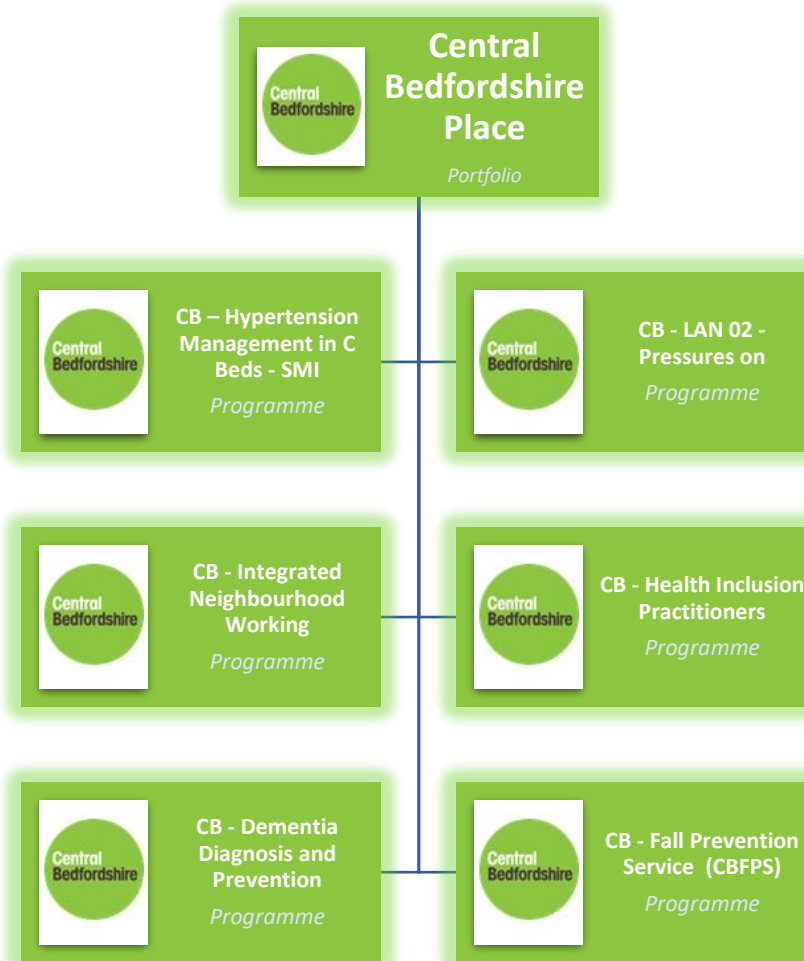 Central
Bedfordshire
Central
Bedfordshire
Place
Portfolio
Central
Bedfordshire
CB – Hypertension
Management in C
Beds - SMI
Programme
Central
Bedfordshire
CB - LAN 02 -
Pressures on
Programme
Central
Bedfordshire
CB - Integrated
Neighbourhood
Working
Programme
Central
Bedfordshire
CB - Health Inclusion
Practitioners
Programme
Central
Bedfordshire
CB - Dementia
Diagnosis and
Prevention
Programme
Central
Bedfordshire
CB - Fall Prevention
Service (CBFPS)
Programme